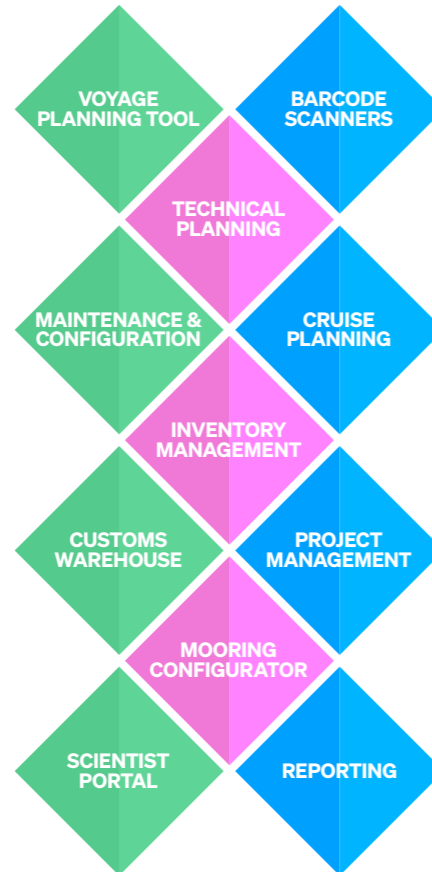 VOYAGE
PLANNING TOOL
BARCODE
SCANNERS
TECHNICAL
PLANNING
MAINTENANCE &
CONFIGURATION
CRUISE
PLANNING
INVENTORY
MANAGEMENT
CUSTOMS
WAREHOUSE
PROJECT
MANAGEMENT
MOORING
CONFIGURATOR
SCIENTIST
PORTAL
REPORTING